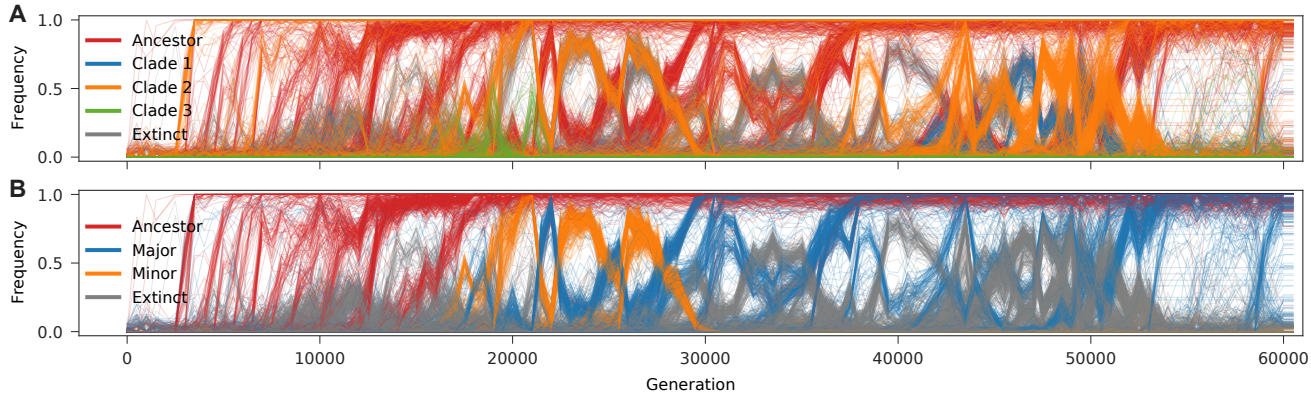 A
Frequency
1.0
0.5
0.0
Ancestor
Clade 1
Clade 2
Clade 3
Extinct
B
Frequency
1.0
0.5
0.0
Ancestor
Major
Minor
Extinct
0 10000 20000 30000 40000 50000 60000
Generation